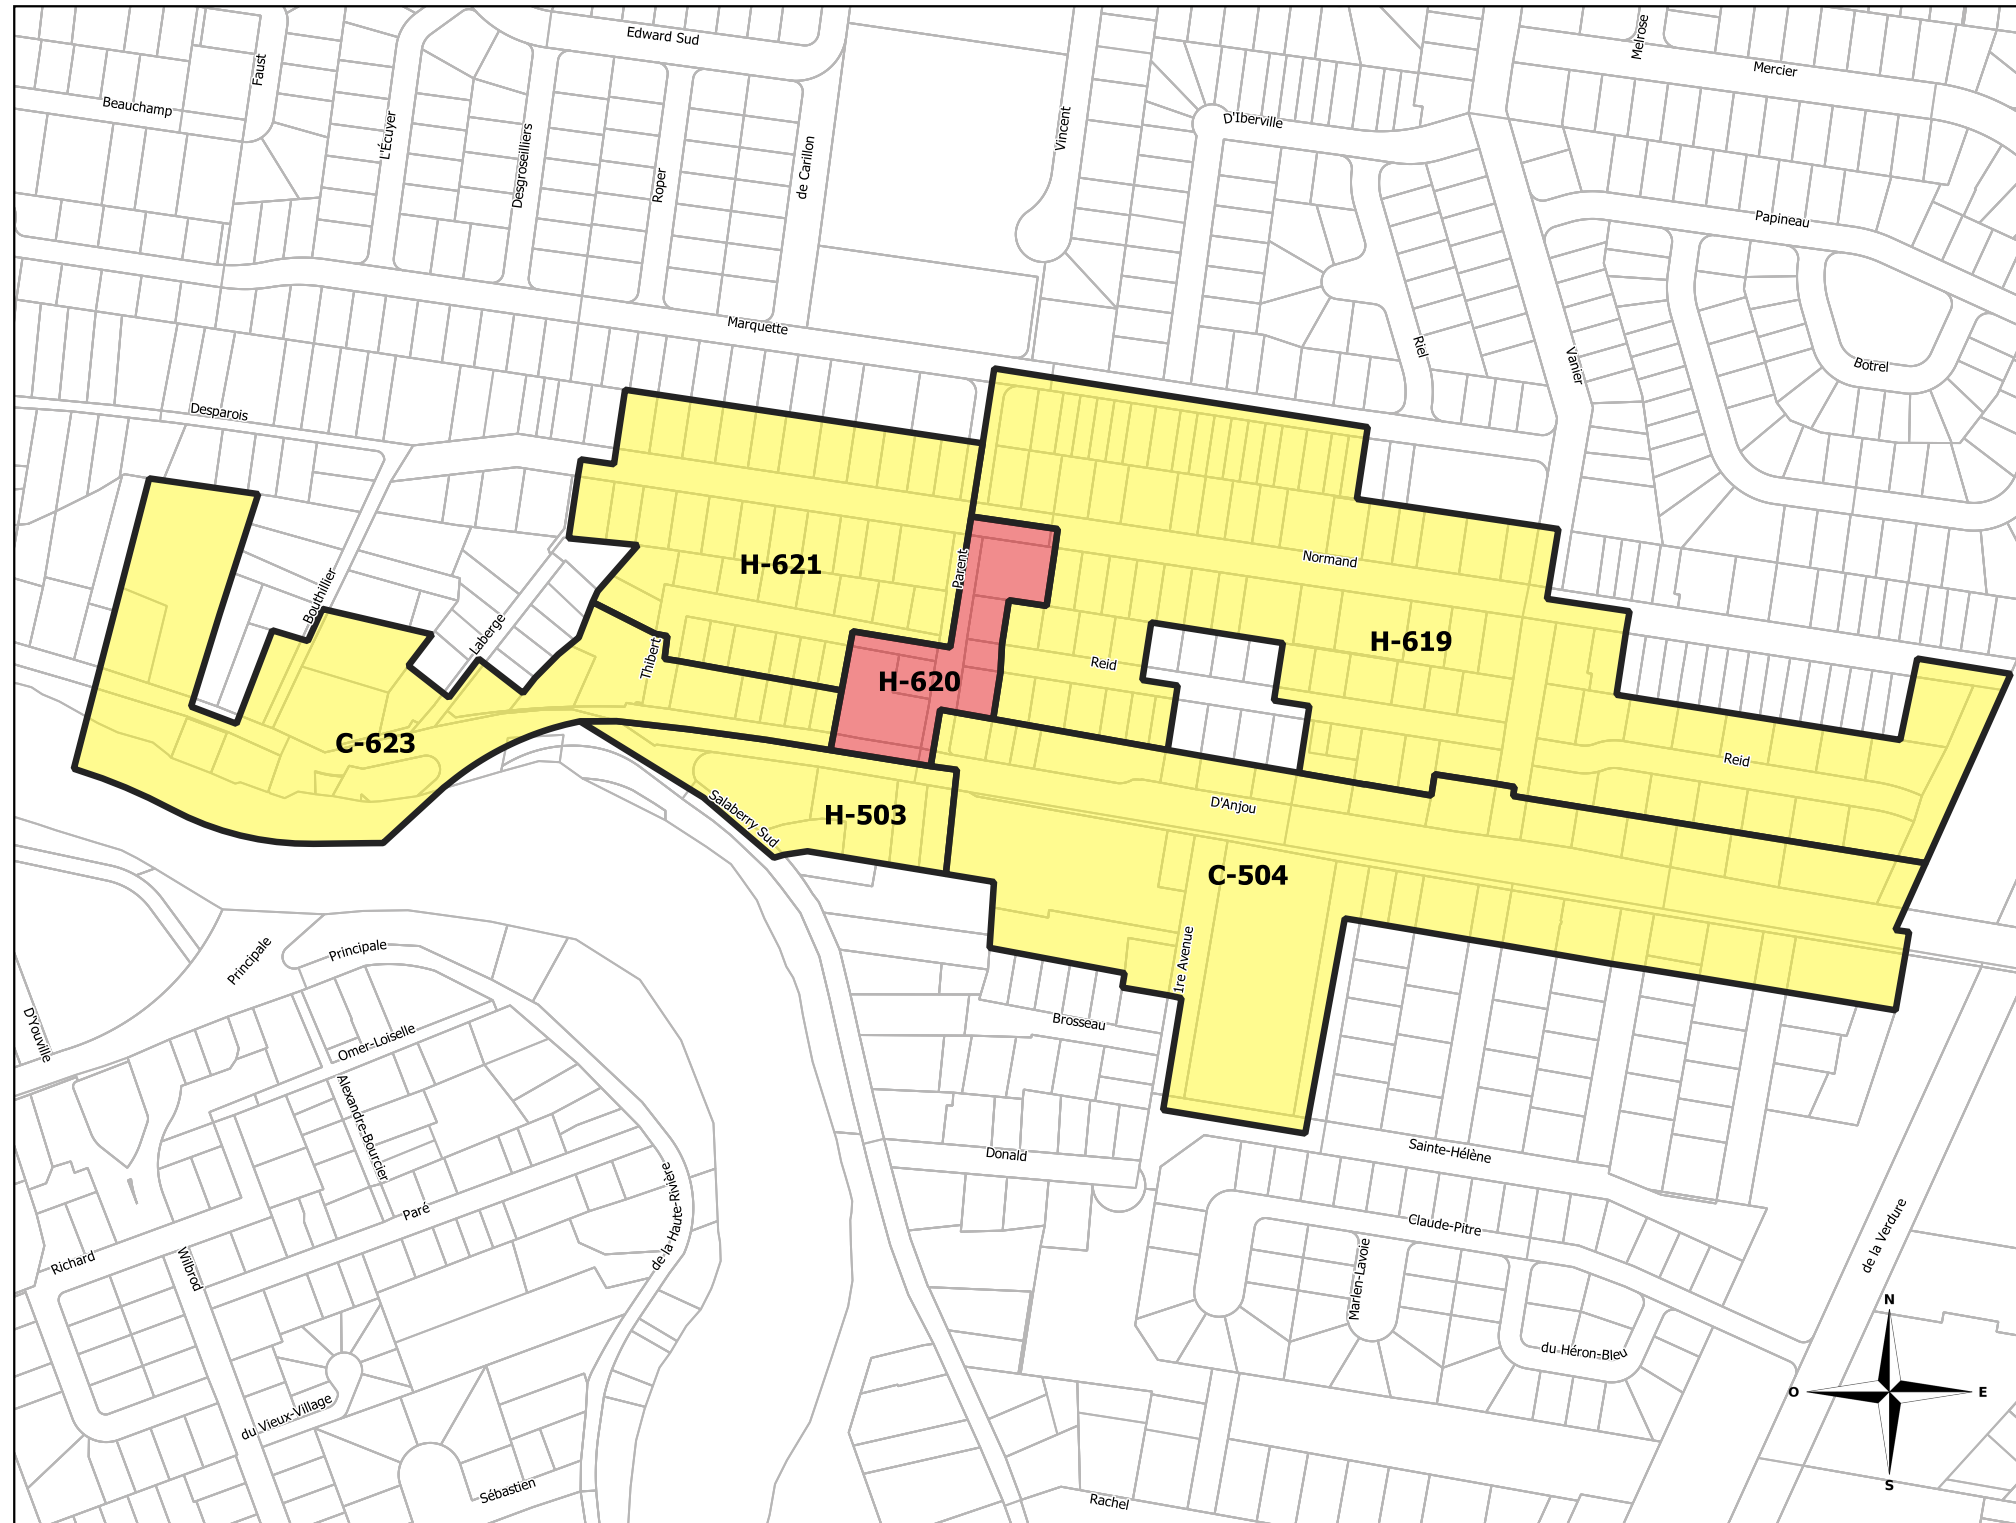 Edward Sud
Melrose
Mercier
Faust
Beauchamp
L'Écuyer
Desgroseilliers
Roper
de Carillon
Vincent
D'Iberville
Papineau
Marquette
Riel
Vanier
Botrel
Desparois
H-621
Parent
Normand
Bouthillier
Laberge
Thibert
H-620
Reid
H-619
C-623
Reid
Salaberry Sud
H-503
D'Anjou
C-504
Principale
Principale
1re Avenue
D'Youville
Omer-Loiselle
Brosseau
Alexandre-Bourcier
Donald
Sainte-Hélène
Paré
de la Haute-Rivière
Claude-Pitre
de la Verdure
Richard
Wilbrod
Marien-Lavoie
du Héron-Bleu
N
O
E
S
du Vieux-Village
Sébastien
Rachel